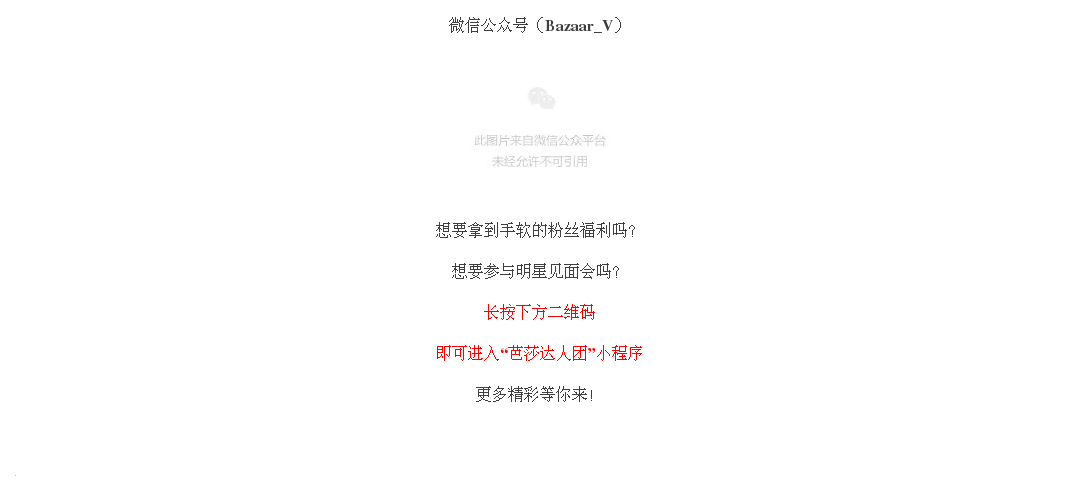 微信公众号（Bazaar_V）
此图片来自微信公众平台
未经允许不可引用
想要拿到手软的粉丝福利吗?
想要参与明星见面会吗?
长按下方二维码
即可进入“芭莎达人团”小程序
更多精彩等你来!